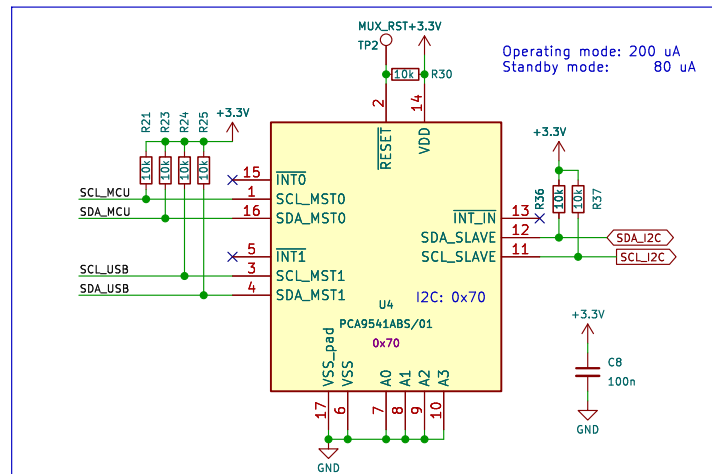 MUX_RST
+3.3V
TP2
Operating mode: 200 uA
Standby mode: 80 uA
10k
R30
2
14
R21
R23
R24
R25
+3.3V
RESET
VDD
+3.3V
10k
10k
10k
10k
15
INT0
SCL_MCU
1
SCL_MST0
SDA_MCU
16
SDA_MST0
5
INT1
SCL_USB
3
SCL_MST1
SDA_USB
4
SDA_MST1
R36
10k
10k
R37
INT_IN
13
SDA_SLAVE
12
SDA_I2C
SCL_SLAVE
11
SCL_I2C
I2C: 0x70
U4
PCA9541ABS/01
0x70
+3.3V
VSS_pad
VSS
A0
A1
A2
A3
C8
100n
17
6
7
8
9
10
GND
GND